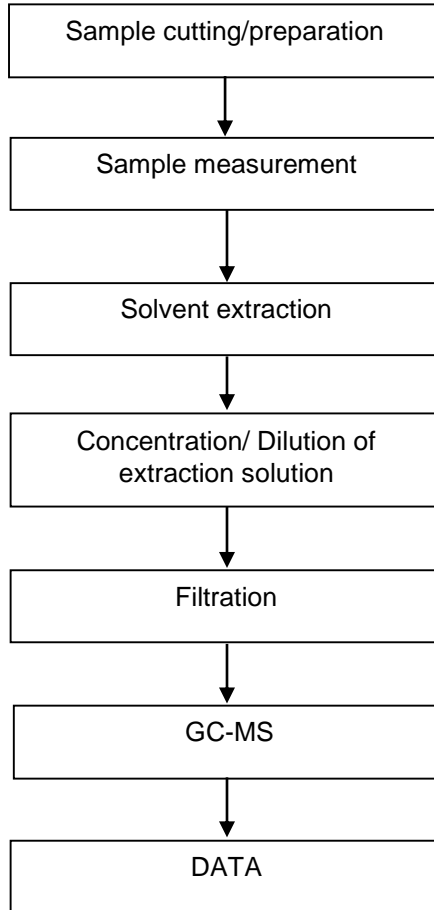 Sample cutting/preparation
Sample measurement
Solvent extraction
Concentration/ Dilution of
extraction solution
Filtration
GC-MS
DATA